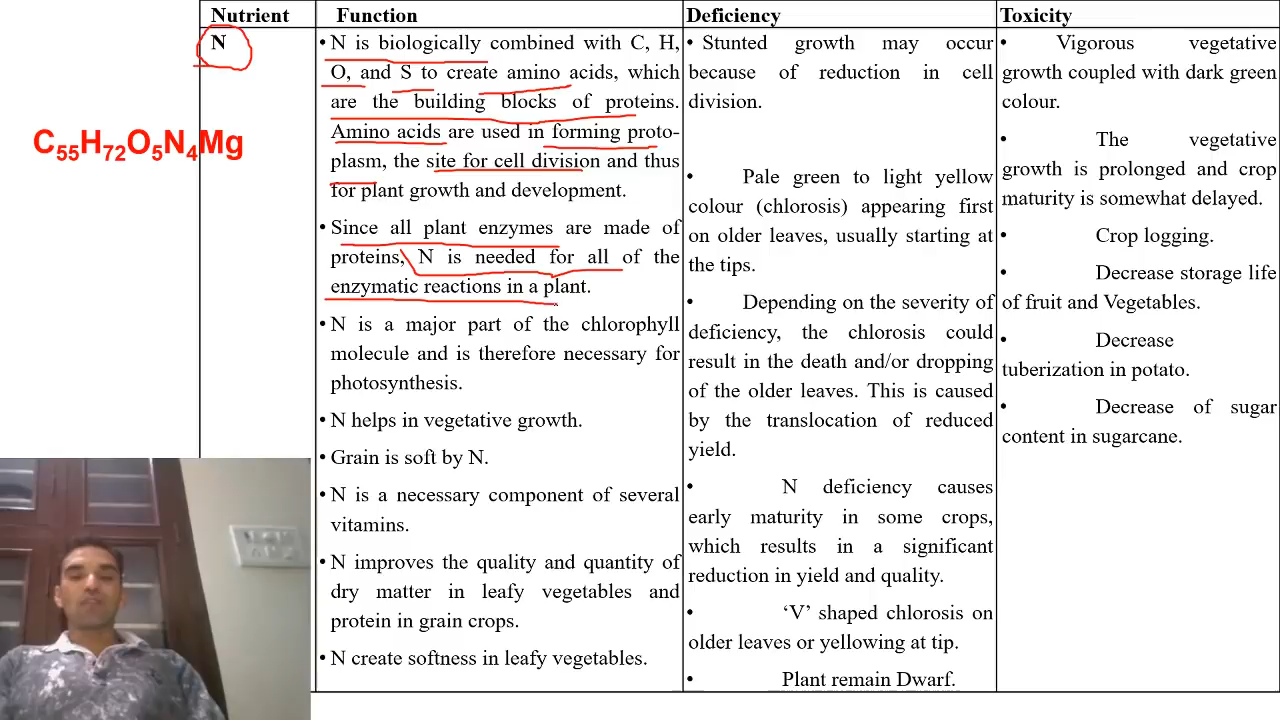 Nutrient
Function
Deficiency
Toxicity
N
C55H72O5N4Mg
• N is biologically combined with C, H,
O, and S to create amino acids, which
are the building blocks of proteins.
Amino acids are used in forming proto-
plasm, the site for cell division and thus
for plant growth and development.
• Since all plant enzymes are made of
proteins, N is needed for all of the
enzymatic reactions in a plant.
• N is a major part of the chlorophyll
molecule and is therefore necessary for
photosynthesis.
• N helps in vegetative growth.
• Grain is soft by N.
• N is a necessary component of several
vitamins.
• N improves the quality and quantity of
dry matter in leafy vegetables and
protein in grain crops.
• N create softness in leafy vegetables.
• Stunted growth may occur
because of reduction in cell
division.
• Pale green to light yellow
colour (chlorosis) appearing first
on older leaves, usually starting at
the tips.
• Depending on the severity of
deficiency, the chlorosis could
result in the death and/or dropping
of the older leaves. This is caused
by the translocation of reduced
yield.
• N deficiency causes
early maturity in some crops,
which results in a significant
reduction in yield and quality.
• ‘V’ shaped chlorosis on
older leaves or yellowing at tip.
• Plant remain Dwarf.
• Vigorous vegetative
growth coupled with dark green
colour.
• The vegetative
growth is prolonged and crop
maturity is somewhat delayed.
• Crop logging.
• Decrease storage life
of fruit and Vegetables.
• Decrease
tuberization in potato.
• Decrease of sugar
content in sugarcane.